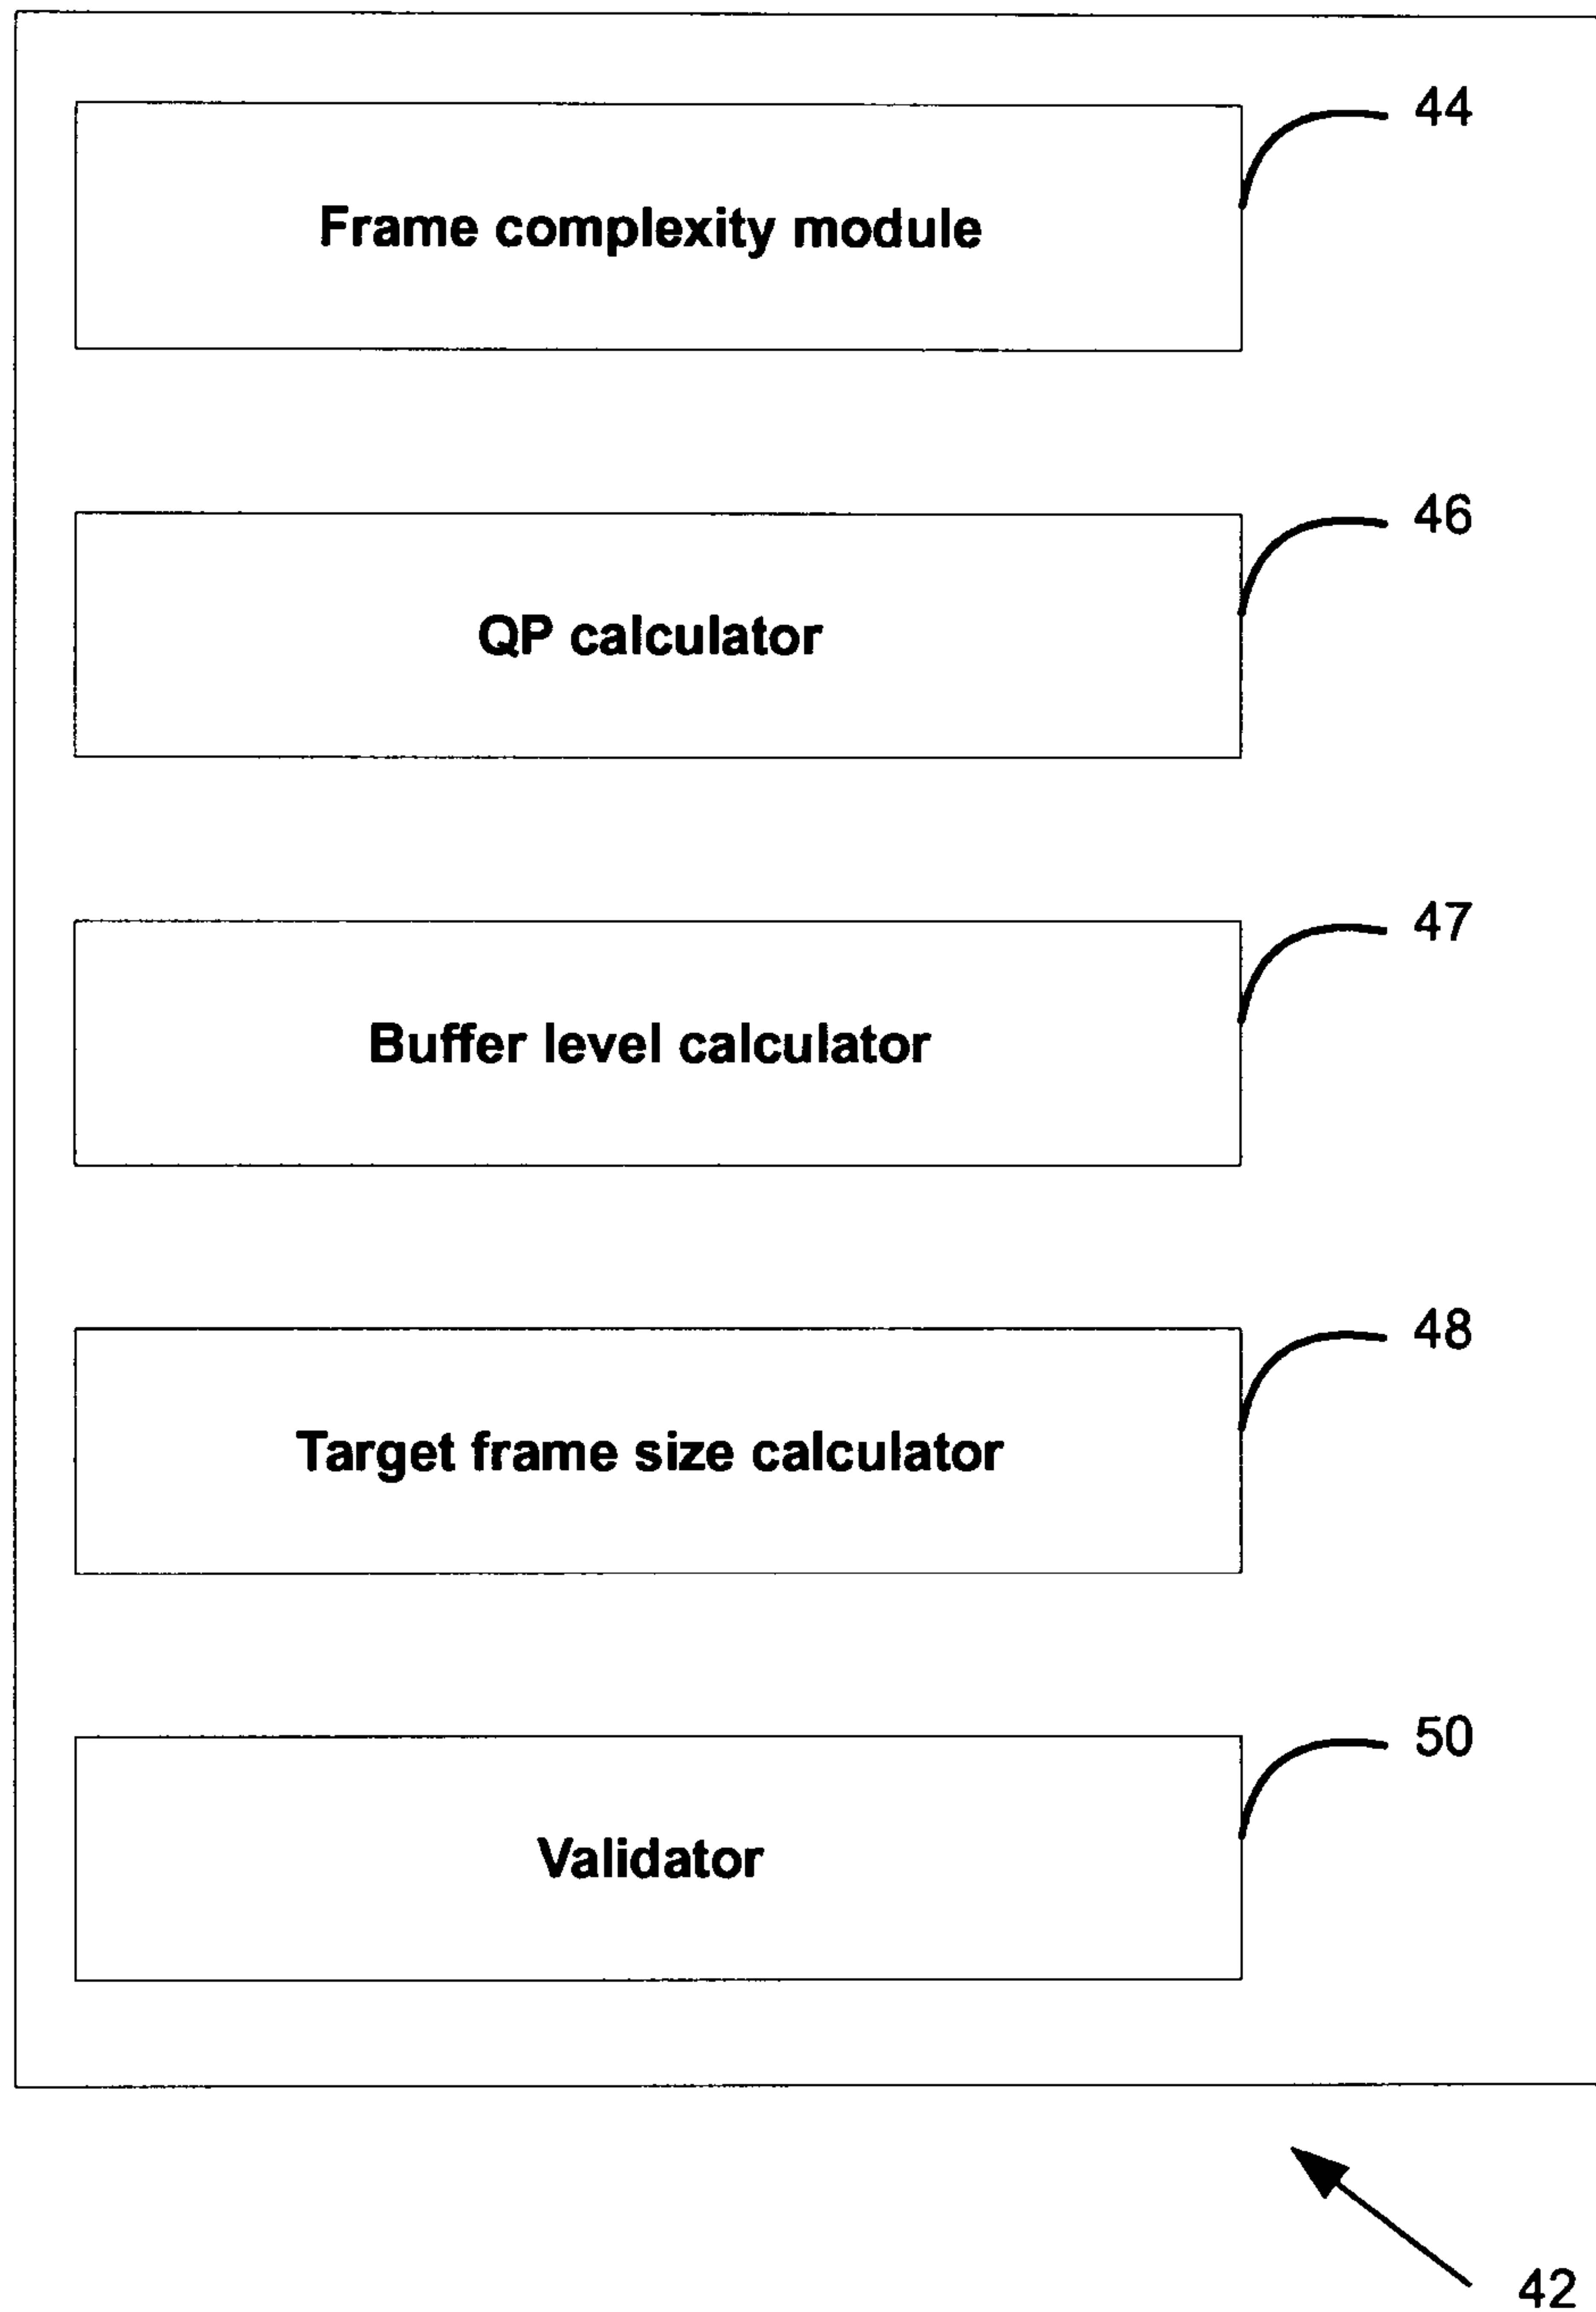 44
Frame complexity module
46
QP calculator
47
Buffer level calculator
48
Target frame size calculator
50
Validator
42